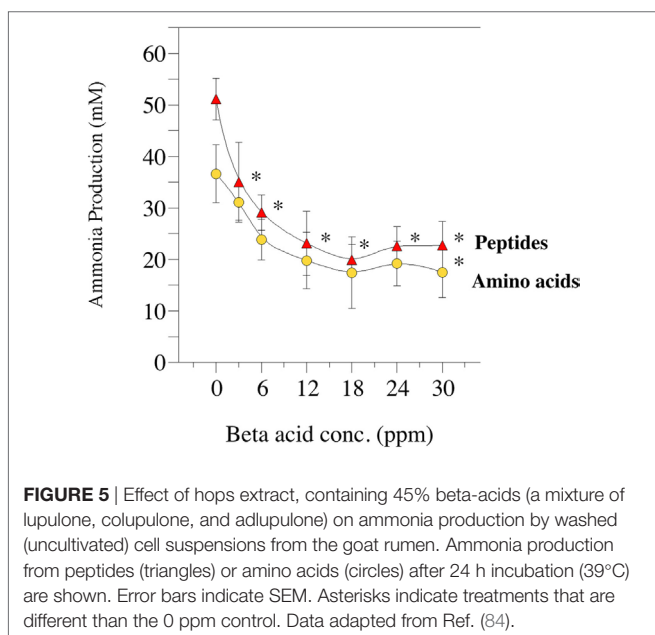 60
50
40
30
20
10
0
Ammonia Production (mM)
*
*
*
*
*
*
*
Peptides
Amino acids
0 6 12 18 24 30
Beta acid conc. (ppm)
FIGURE 5 | Effect of hops extract, containing 45% beta-acids (a mixture of
lupulone, colupulone, and adlupulone) on ammonia production by washed
(uncultivated) cell suspensions from the goat rumen. Ammonia production
from peptides (triangles) or amino acids (circles) after 24 h incubation (39°C)
are shown. Error bars indicate SEM. Asterisks indicate treatments that are
different than the 0 ppm control. Data adapted from Ref. (84).